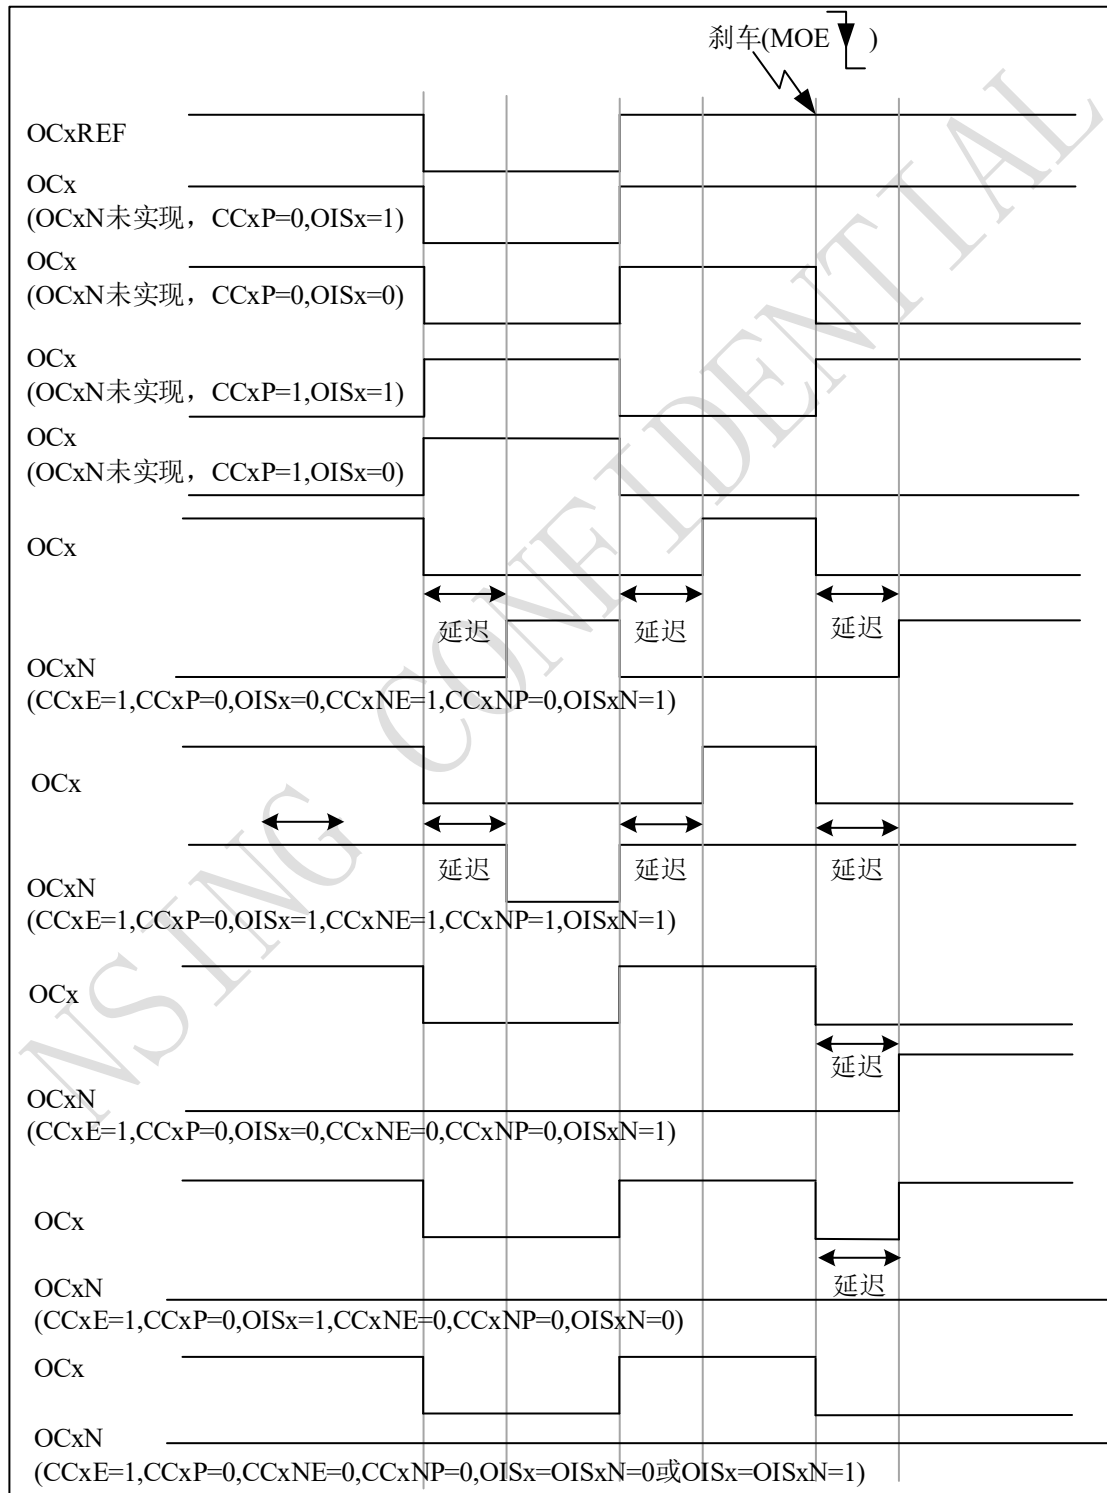 刹车(MOE )
OCxREF
OCx
(OCxN未实现，CCxP=0,OISx=1)
OCx
(OCxN未实现，CCxP=0,OISx=0)
OCx
(OCxN未实现，CCxP=1,OISx=1)
OCx
(OCxN未实现，CCxP=1,OISx=0)
OCx
延迟 延迟 延迟
OCxN
(CCxE=1,CCxP=0,OISx=0,CCxNE=1,CCxNP=0,OISxN=1)
OCx
延迟 延迟 延迟
OCxN
(CCxE=1,CCxP=0,OISx=1,CCxNE=1,CCxNP=1,OISxN=1)
OCx
延迟
OCxN
(CCxE=1,CCxP=0,OISx=0,CCxNE=0,CCxNP=0,OISxN=1)
OCx
延迟
OCxN
(CCxE=1,CCxP=0,OISx=1,CCxNE=0,CCxNP=0,OISxN=0)
OCx
OCxN
(CCxE=1,CCxP=0,CCxNE=0,CCxNP=0,OISx=OISxN=0或OISx=OISxN=1)
NSING CONFIDENTIAL